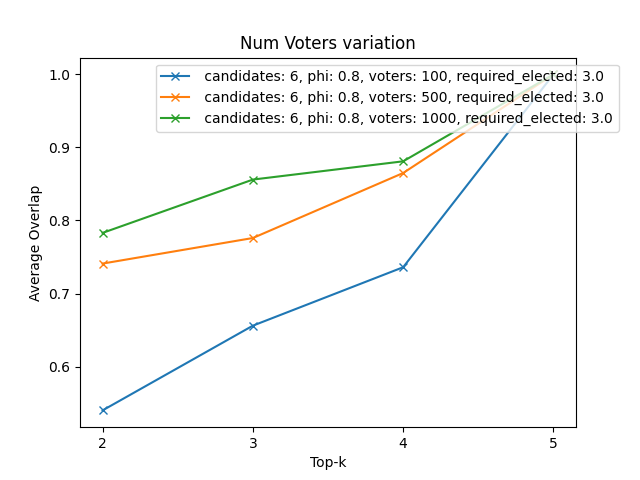 Num Voters variation
candidates: 6, phi: 0.8, voters: 100, required_elected: 3.0
candidates: 6, phi: 0.8, voters: 500, required_elected: 3.0
candidates: 6, phi: 0.8, voters: 1000, required_elected: 3.0
1.0
0.9
0.8
0.7
0.6
Average Overlap
2 3 4 5
Top-k